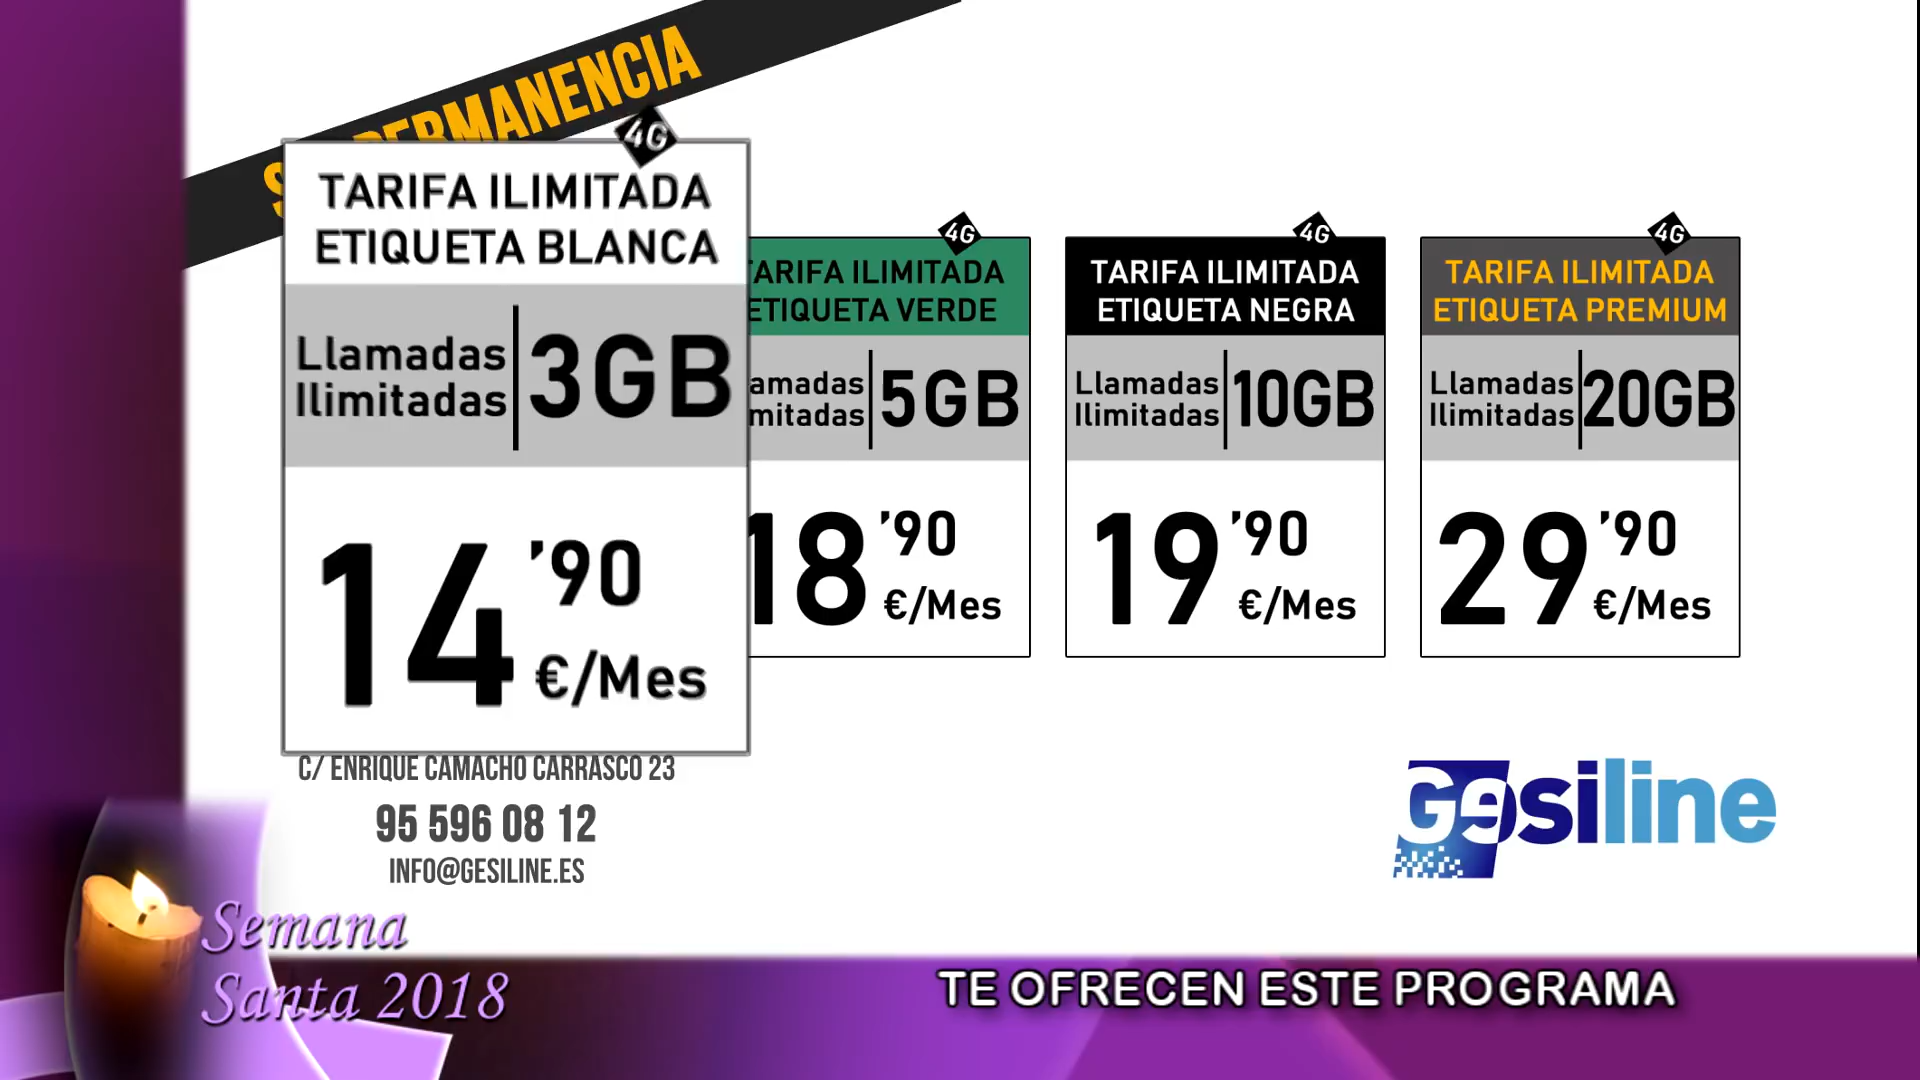 PERMANENCIA
4G
TARIFA ILIMITADA
ETIQUETA BLANCA
Llamadas
Ilimitadas
3GB
14'90
€/Mes
4G
TARIFA ILIMITADA
ETIQUETA VERDE
amadas
mitadas
5GB
18'90
€/Mes
4G
TARIFA ILIMITADA
ETIQUETA NEGRA
Llamadas
Ilimitadas
10GB
19'90
€/Mes
4G
TARIFA ILIMITADA
ETIQUETA PREMIUM
Llamadas
Ilimitadas
20GB
29'90
€/Mes
C/ ENRIQUE CAMACHO CARRASCO 23
95 596 08 12
INFO@GESILINE.ES
Gesiline
Semana
Santa 2018
TE OFRECEN ESTE PROGRAMA